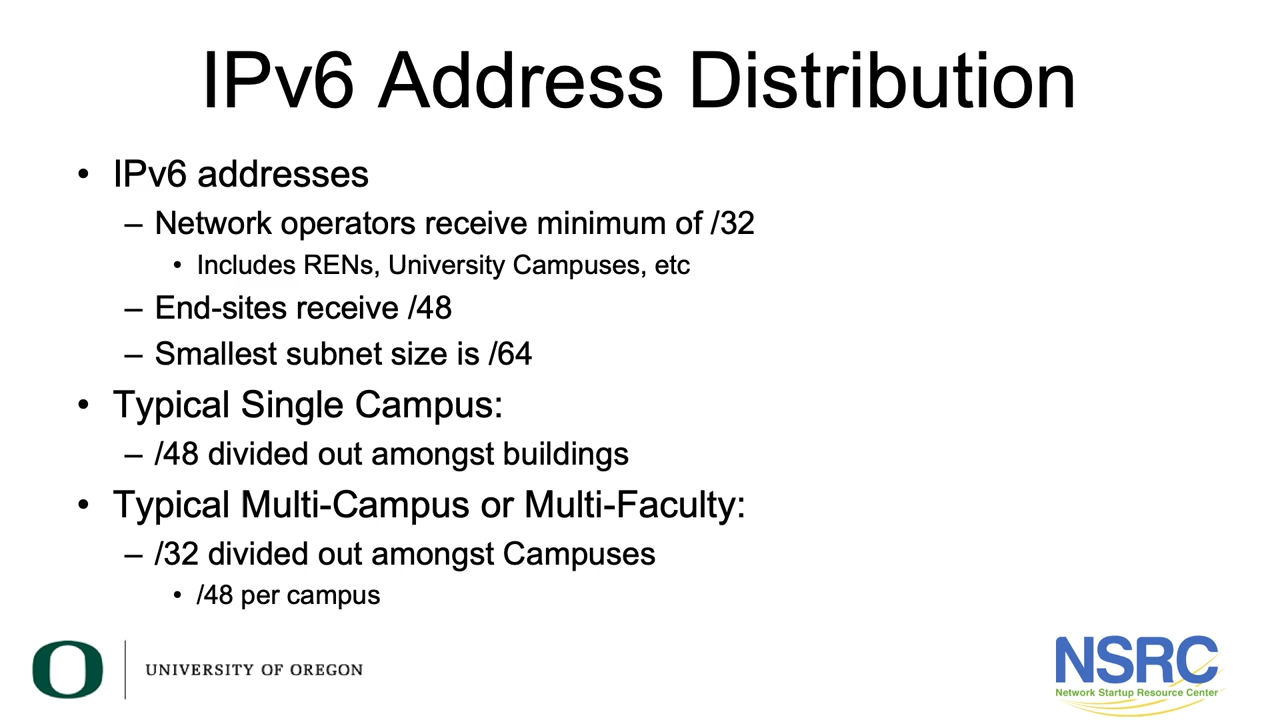 IPv6 Address Distribution
• IPv6 addresses
– Network operators receive minimum of /32
• Includes RENs, University Campuses, etc
– End-sites receive /48
– Smallest subnet size is /64
• Typical Single Campus:
– /48 divided out amongst buildings
• Typical Multi-Campus or Multi-Faculty:
– /32 divided out amongst Campuses
• /48 per campus
O
UNIVERSITY OF OREGON
NSRC
Network Startup Resource Center